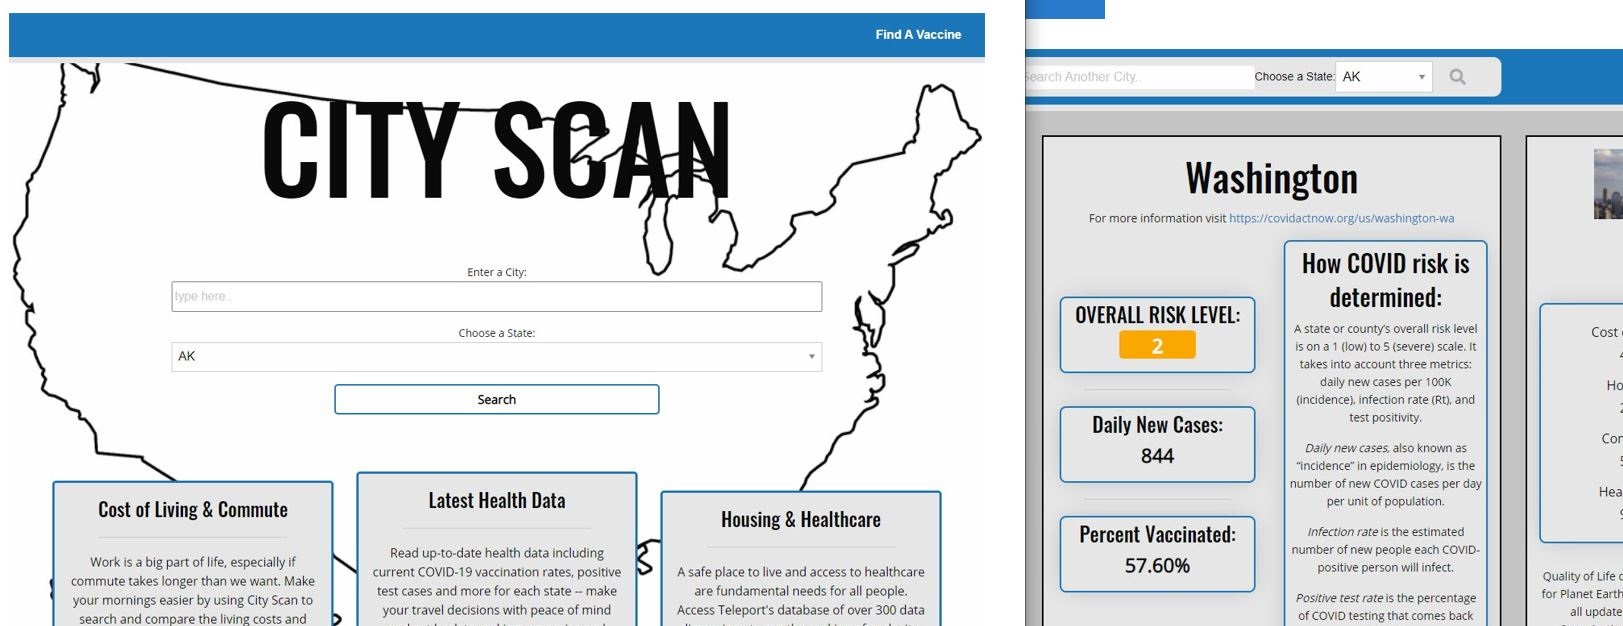 Find A Vaccine
CITY SCAN
Enter a City:
type here..
Choose a State:
AK
Search
Cost of Living & Commute
Work is a big part of life, especially if
commute takes longer than we want. Make
your mornings easier by using City Scan to
search and compare the living costs and
Latest Health Data
Read up-to-date health data including
current COVID-19 vaccination rates, positive
test cases and more for each state -- make
your travel decisions with peace of mind
Housing & Healthcare
A safe place to live and access to healthcare
are fundamental needs for all people.
Access Teleport's database of over 300 data
Search Another City..
Choose a State:
AK
Washington
For more information visit https://covidactnow.org/us/washington-wa
OVERALL RISK LEVEL:
2
Daily New Cases:
844
Percent Vaccinated:
57.60%
How COVID risk is
determined:
A state or county's overall risk level
is on a 1 (low) to 5 (severe) scale. It
takes into account three metrics:
daily new cases per 100K
(incidence), infection rate (Rt), and
test positivity.
Daily new cases, also known as
“incidence” in epidemiology, is the
number of new COVID cases per day
per unit of population.
Infection rate is the estimated
number of new people each COVID-
positive person will infect.
Positive test rate is the percentage
of COVID testing that comes back
Cost
Quality of Life
for Planet Earth
all update